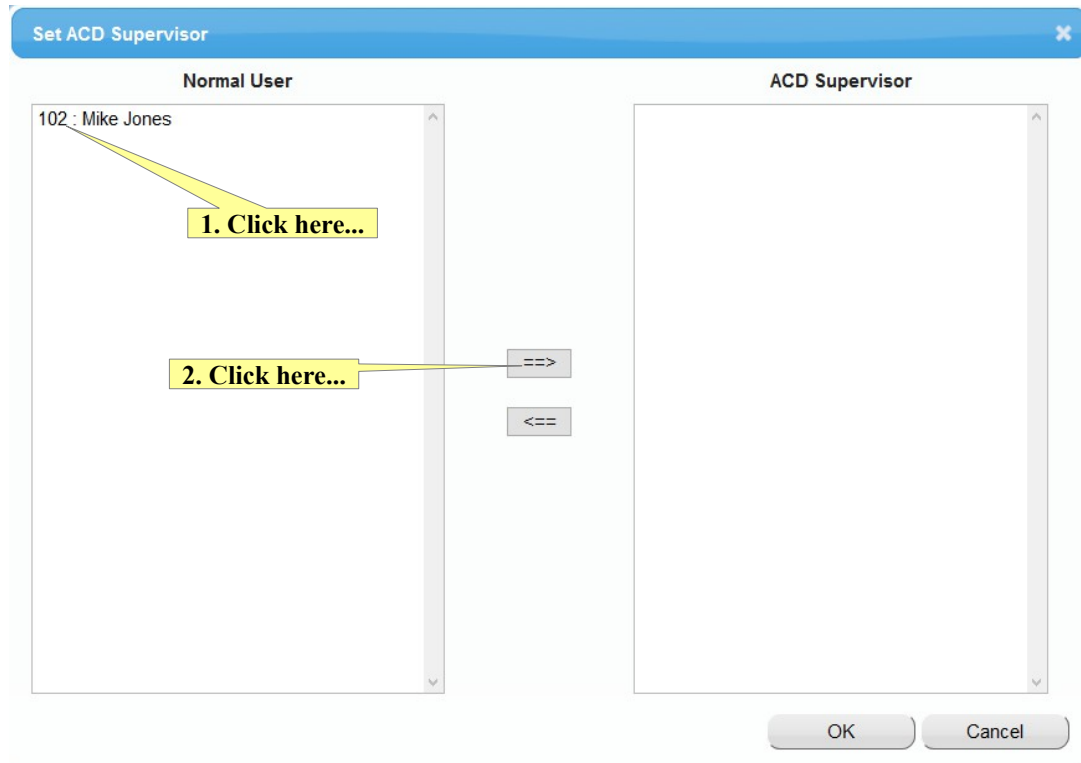 Set ACD Supervisor
Normal User
ACD Supervisor
102 : Mike Jones
1. Click here...
==>
2. Click here...
<==
OK
Cancel